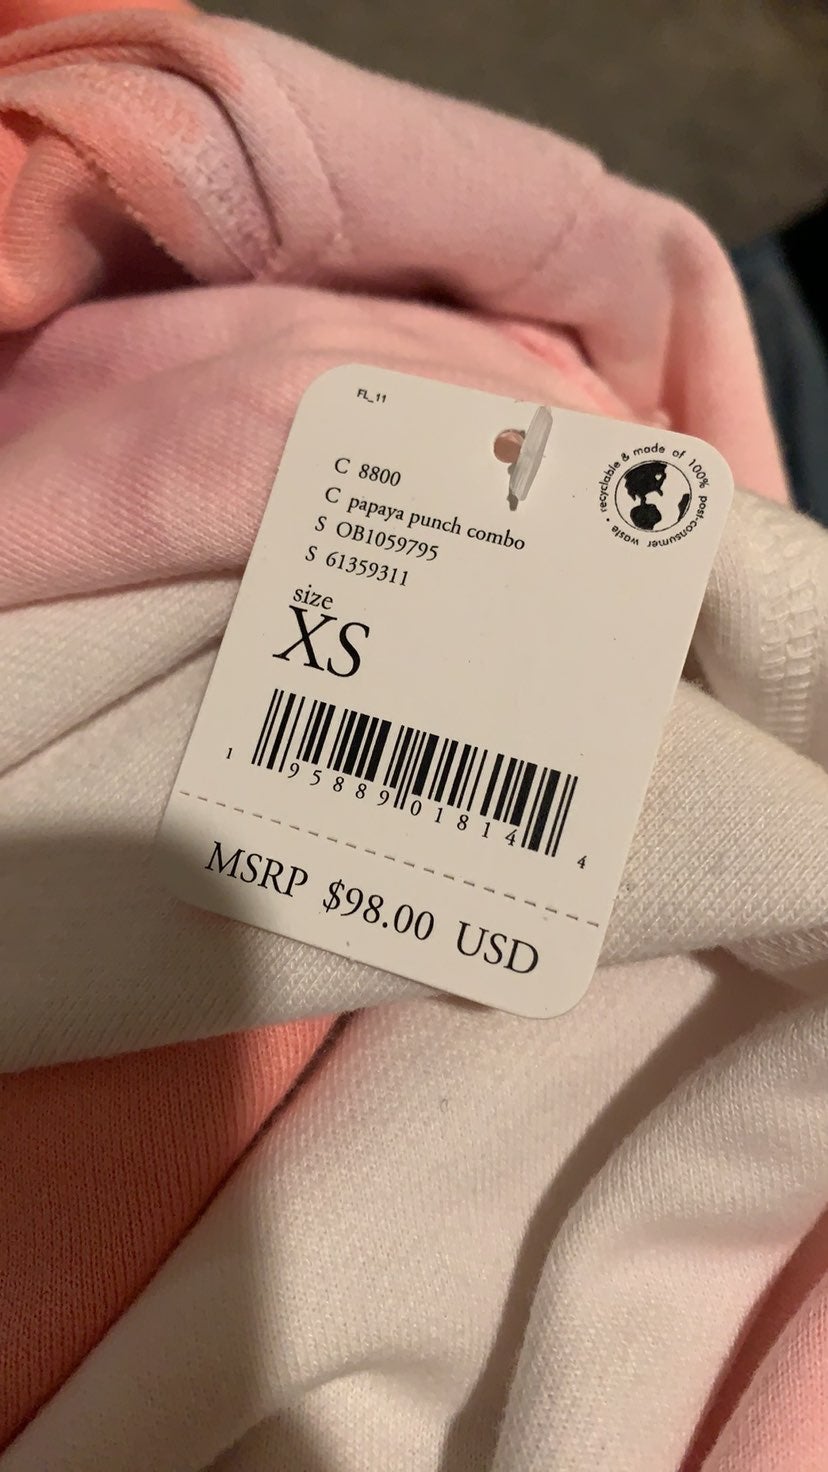 FL_11
C 8800
C papaya punch combo
S OB1059795
S 61359311
size
XS
1 95889 01814 4
MSRP $98.00 USD
recyclable & made of 100% post-consumer waste •